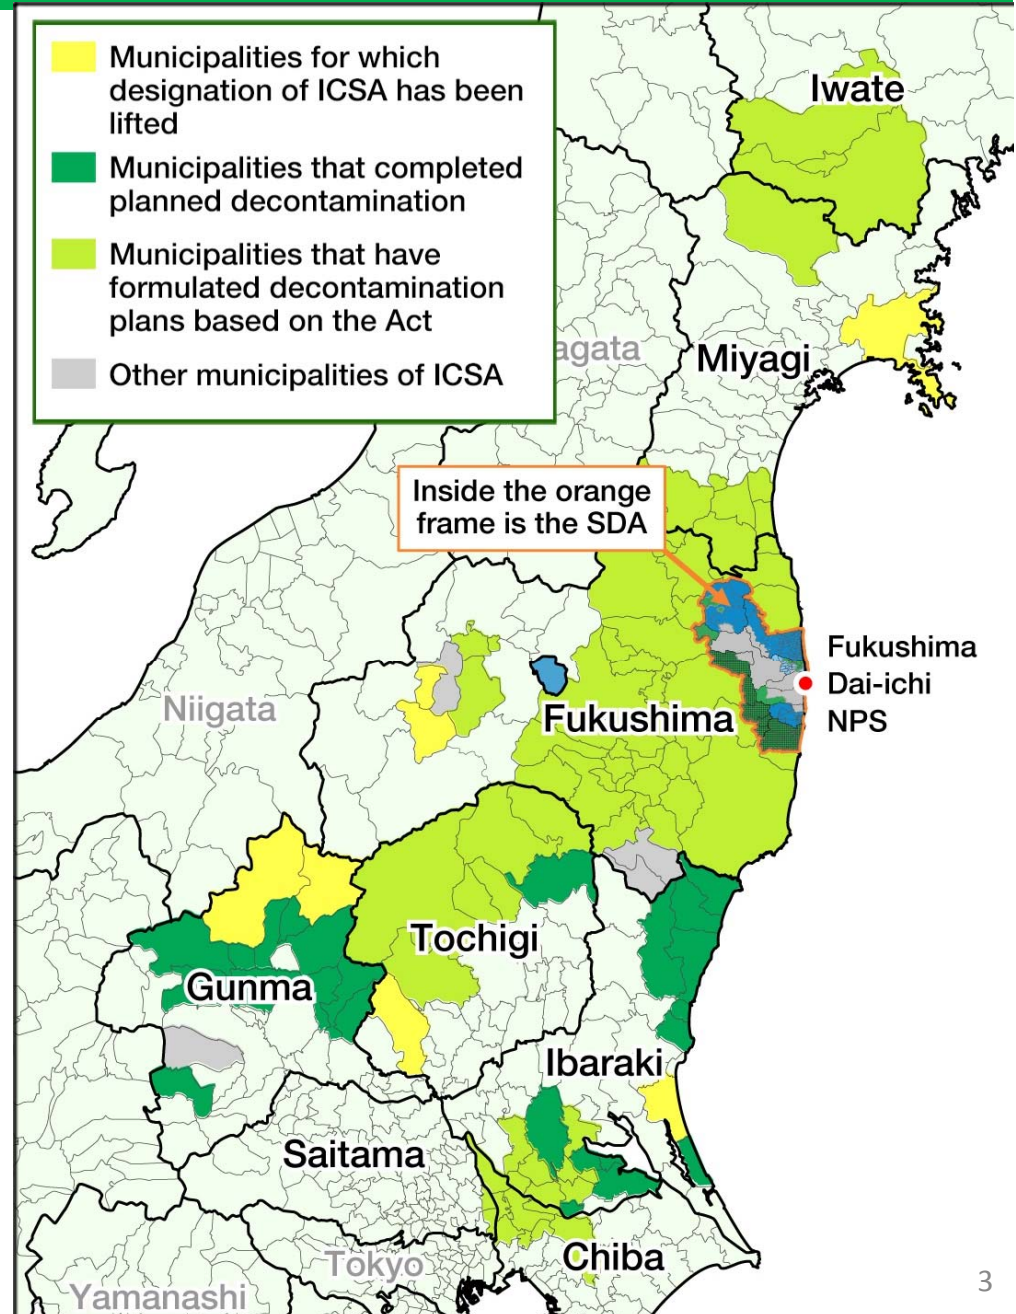 Municipalities for which
designation of ICSA has been
lifted
Municipalities that completed
planned decontamination
Municipalities that have
formulated decontamination
plans based on the Act
Other municipalities of ICSA
Iwate
agata
Miyagi
Inside the orange
frame is the SDA
Fukushima
Dai-ichi
NPS
Niigata
Fukushima
Tochigi
Gunma
Ibaraki
Saitama
Chiba
Tokyo
Yamanashi
3